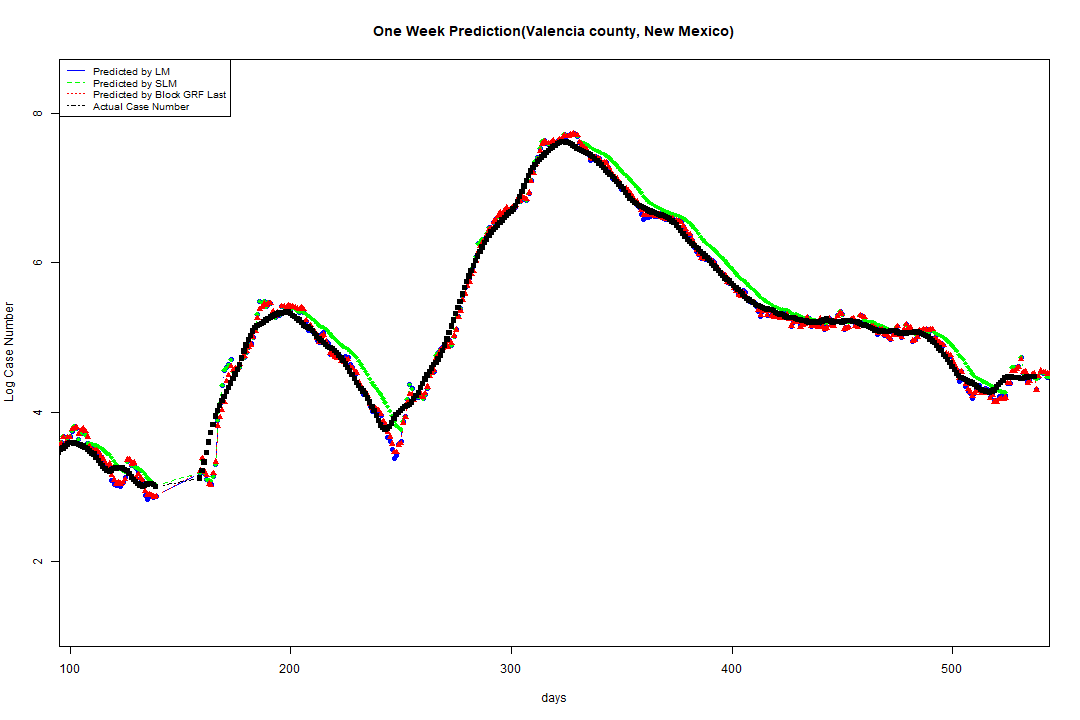 One Week Prediction(Valencia county, New Mexico)
Predicted by LM
Predicted by SLM
Predicted by Block GRF Last
Actual Case Number
8
6
4
2
Log Case Number
100 200 300 400 500
days